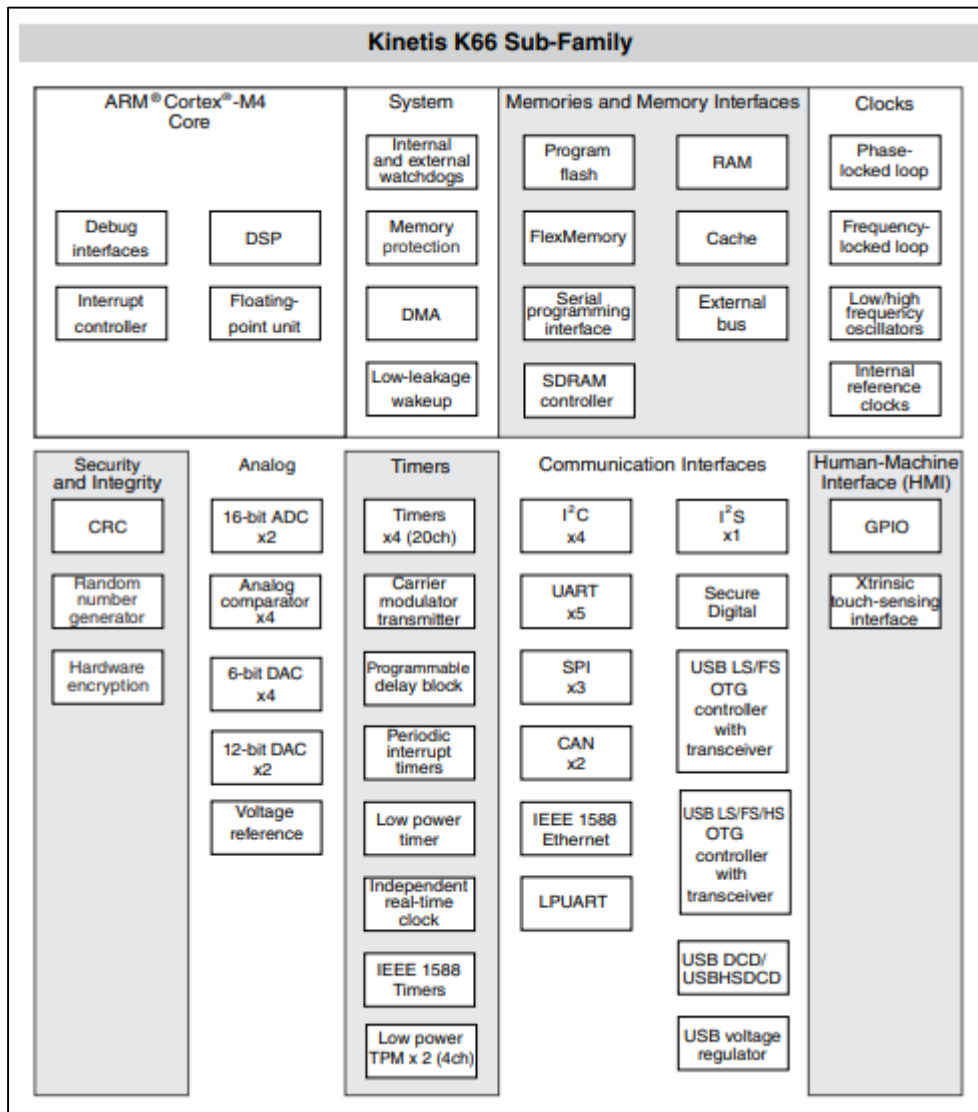 Kinetis K66 Sub-Family
ARM®Cortex®-M4
Core
Debug
interfaces
DSP
Interrupt
controller
Floating-
point unit
System
Internal
and external
watchdogs
Memory
protection
DMA
Low-leakage
wakeup
Memories and Memory Interfaces
Program
flash
RAM
FlexMemory
Cache
Serial
programming
interface
External
bus
SDRAM
controller
Clocks
Phase-
locked loop
Frequency-
locked loop
Low/high
frequency
oscillators
Internal
reference
clocks
Security
and Integrity
CRC
Random
number
generator
Hardware
encryption
Analog
16-bit ADC
x2
Analog
comparator
x4
6-bit DAC
x4
12-bit DAC
x2
Voltage
reference
Timers
Timers
x4 (20ch)
Carrier
modulator
transmitter
Programmable
delay block
Periodic
interrupt
timers
Low power
timer
Independent
real-time
clock
IEEE 1588
Timers
Low power
TPM x 2 (4ch)
Communication Interfaces
I²C
x4
I²S
x1
UART
x5
Secure
Digital
SPI
x3
USB LS/FS
OTG
controller
with
transceiver
CAN
x2
IEEE 1588
Ethernet
USB LS/FS/HS
OTG
controller
with
transceiver
LPUART
USB DCD/
USBHSDCD
USB voltage
regulator
Human-Machine
Interface (HMI)
GPIO
Xtrinsic
touch-sensing
interface